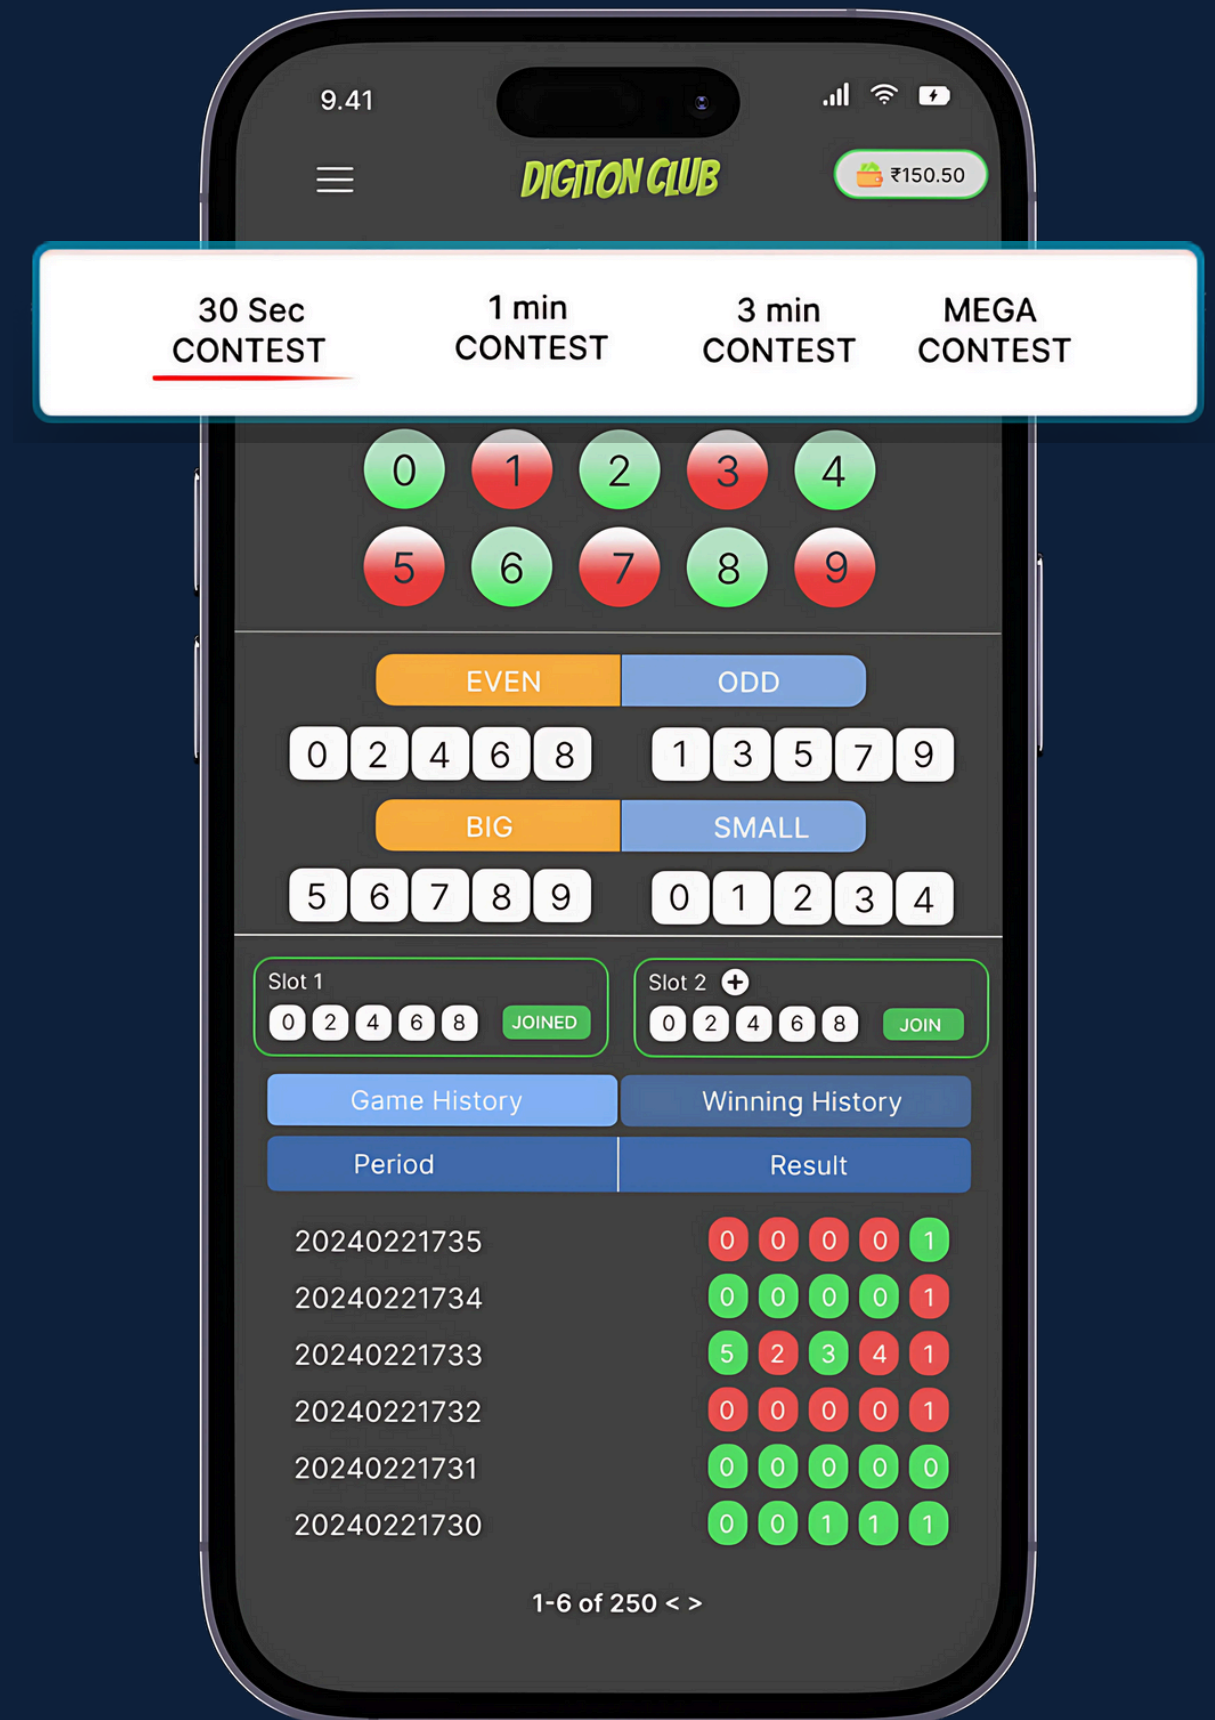 9.41
DIGITON CLUB
₹150.50
30 Sec CONTEST
1 min CONTEST
3 min CONTEST
MEGA CONTEST
0 1 2 3 4
5 6 7 8 9
EVEN ODD
0 2 4 6 8 1 3 5 7 9
BIG SMALL
5 6 7 8 9 0 1 2 3 4
Slot 1
0 2 4 6 8 JOINED
Slot 2 +
0 2 4 6 8 JOIN
Game History Winning History
Period Result
20240221735 0 0 0 0 1
20240221734 0 0 0 0 1
20240221733 5 2 3 4 1
20240221732 0 0 0 0 1
20240221731 0 0 0 0 0
20240221730 0 0 1 1 1
1-6 of 250 < >